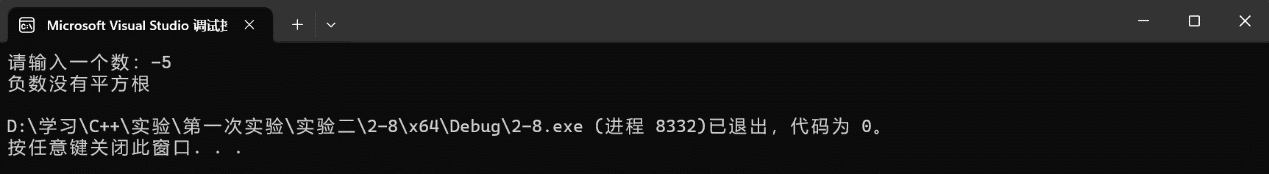 Microsoft Visual Studio 调试
请输入一个数：-5
负数没有平方根
D:\学习\C++\实验\第一次实验\实验二\2-8\x64\Debug\2-8.exe (进程 8332)已退出，代码为 0。
按任意键关闭此窗口. . .